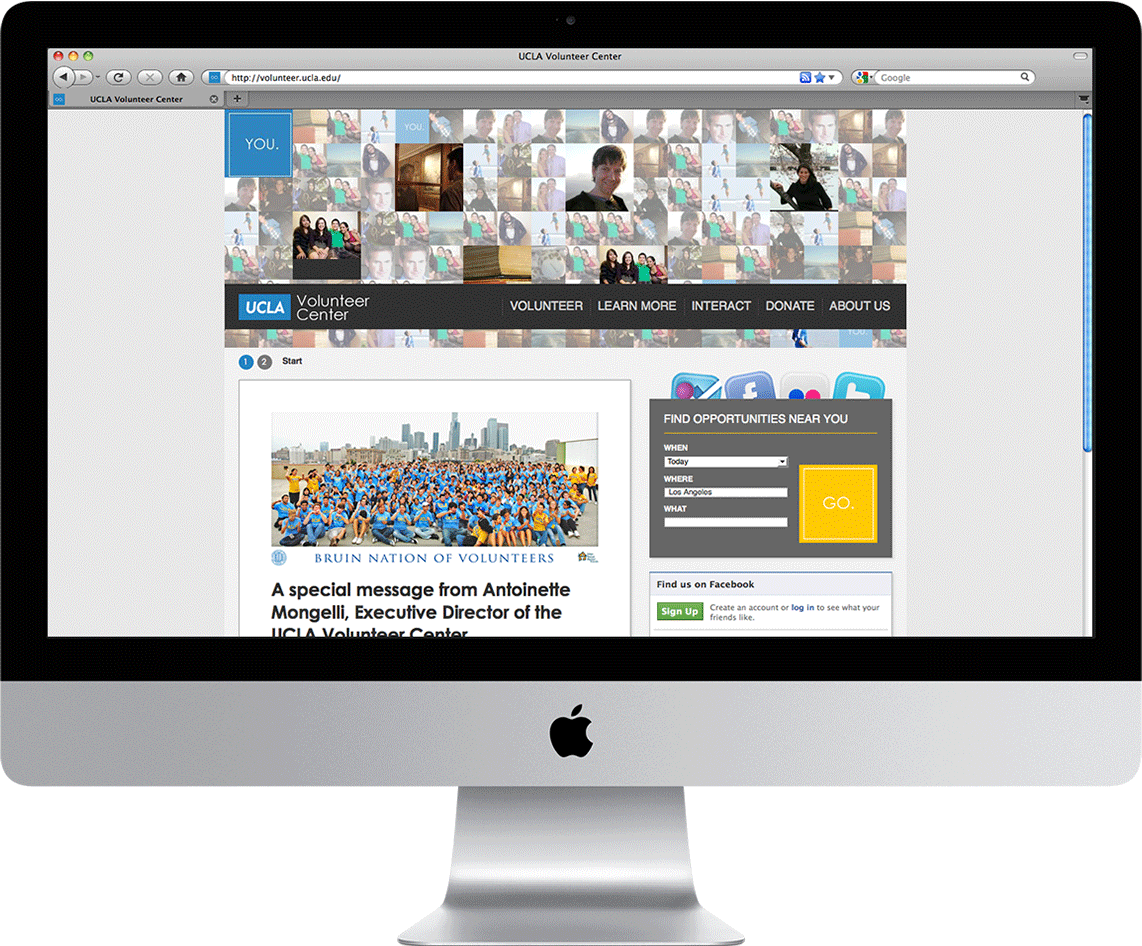 UCLA Volunteer Center
http://volunteer.ucla.edu/
Google
UCLA Volunteer Center
YOU.
YOU.
YOU.
UCLA Volunteer
Center
VOLUNTEER
LEARN MORE
INTERACT
DONATE
ABOUT US
1 2 Start
FIND OPPORTUNITIES NEAR YOU
WHEN
Today
WHERE
Los Angeles
WHAT
GO.
BRUIN NATION OF VOLUNTEERS
A special message from Antoinette
Mongelli, Executive Director of the
UCLA Volunteer Center
Find us on Facebook
Sign Up
Create an account or log in to see what your
friends like.